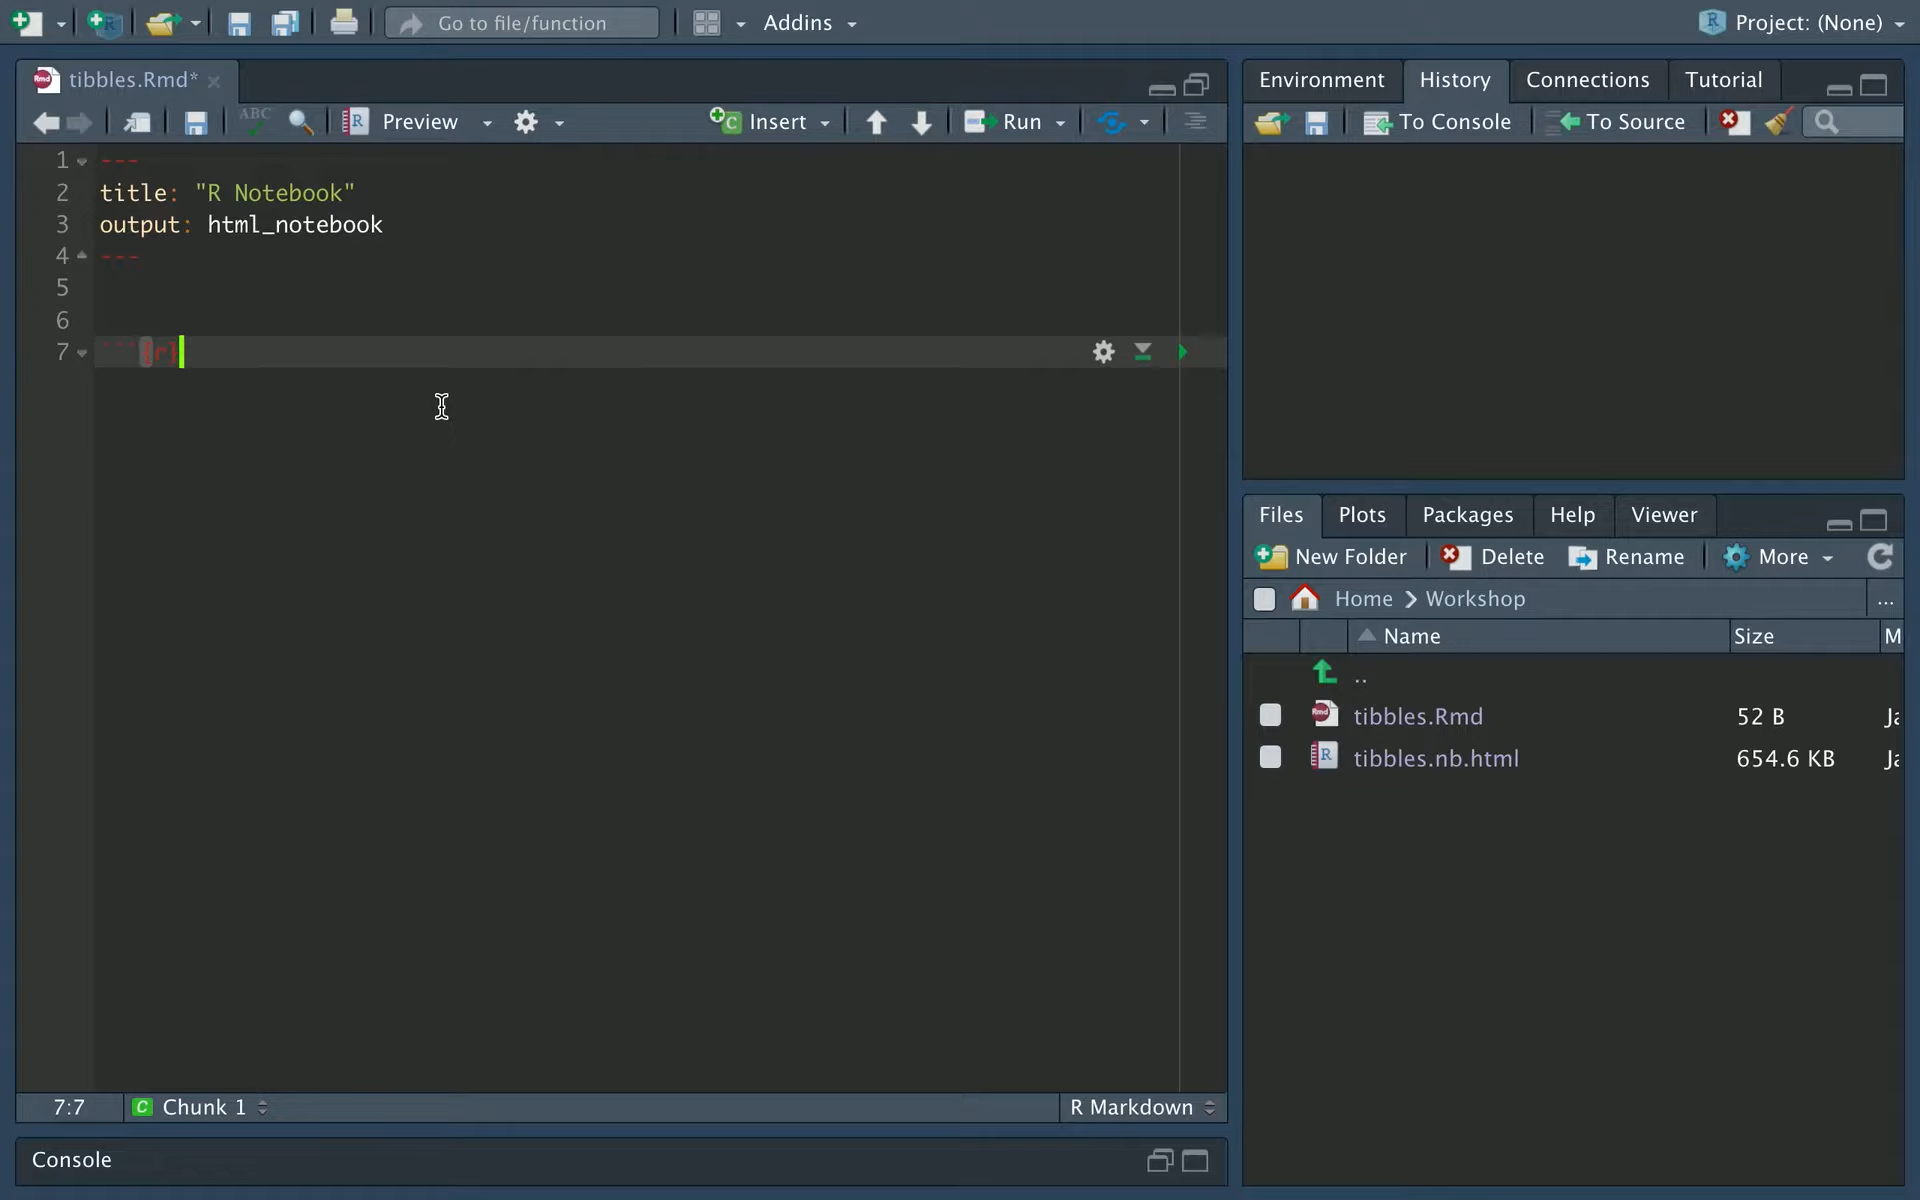 Go to file/function Addins Project: (None)
tibbles.Rmd*
ABC Preview Insert Run
1 ---
2 title: "R Notebook"
3 output: html_notebook
4 ---
5
6
7 ```{r}
7:7 C Chunk 1 R Markdown
Console
Environment History Connections Tutorial
To Console To Source
Files Plots Packages Help Viewer
New Folder Delete Rename More
Home Workshop ...
Name Size M
..
tibbles.Rmd 52 B Ja
tibbles.nb.html 654.6 KB Ja